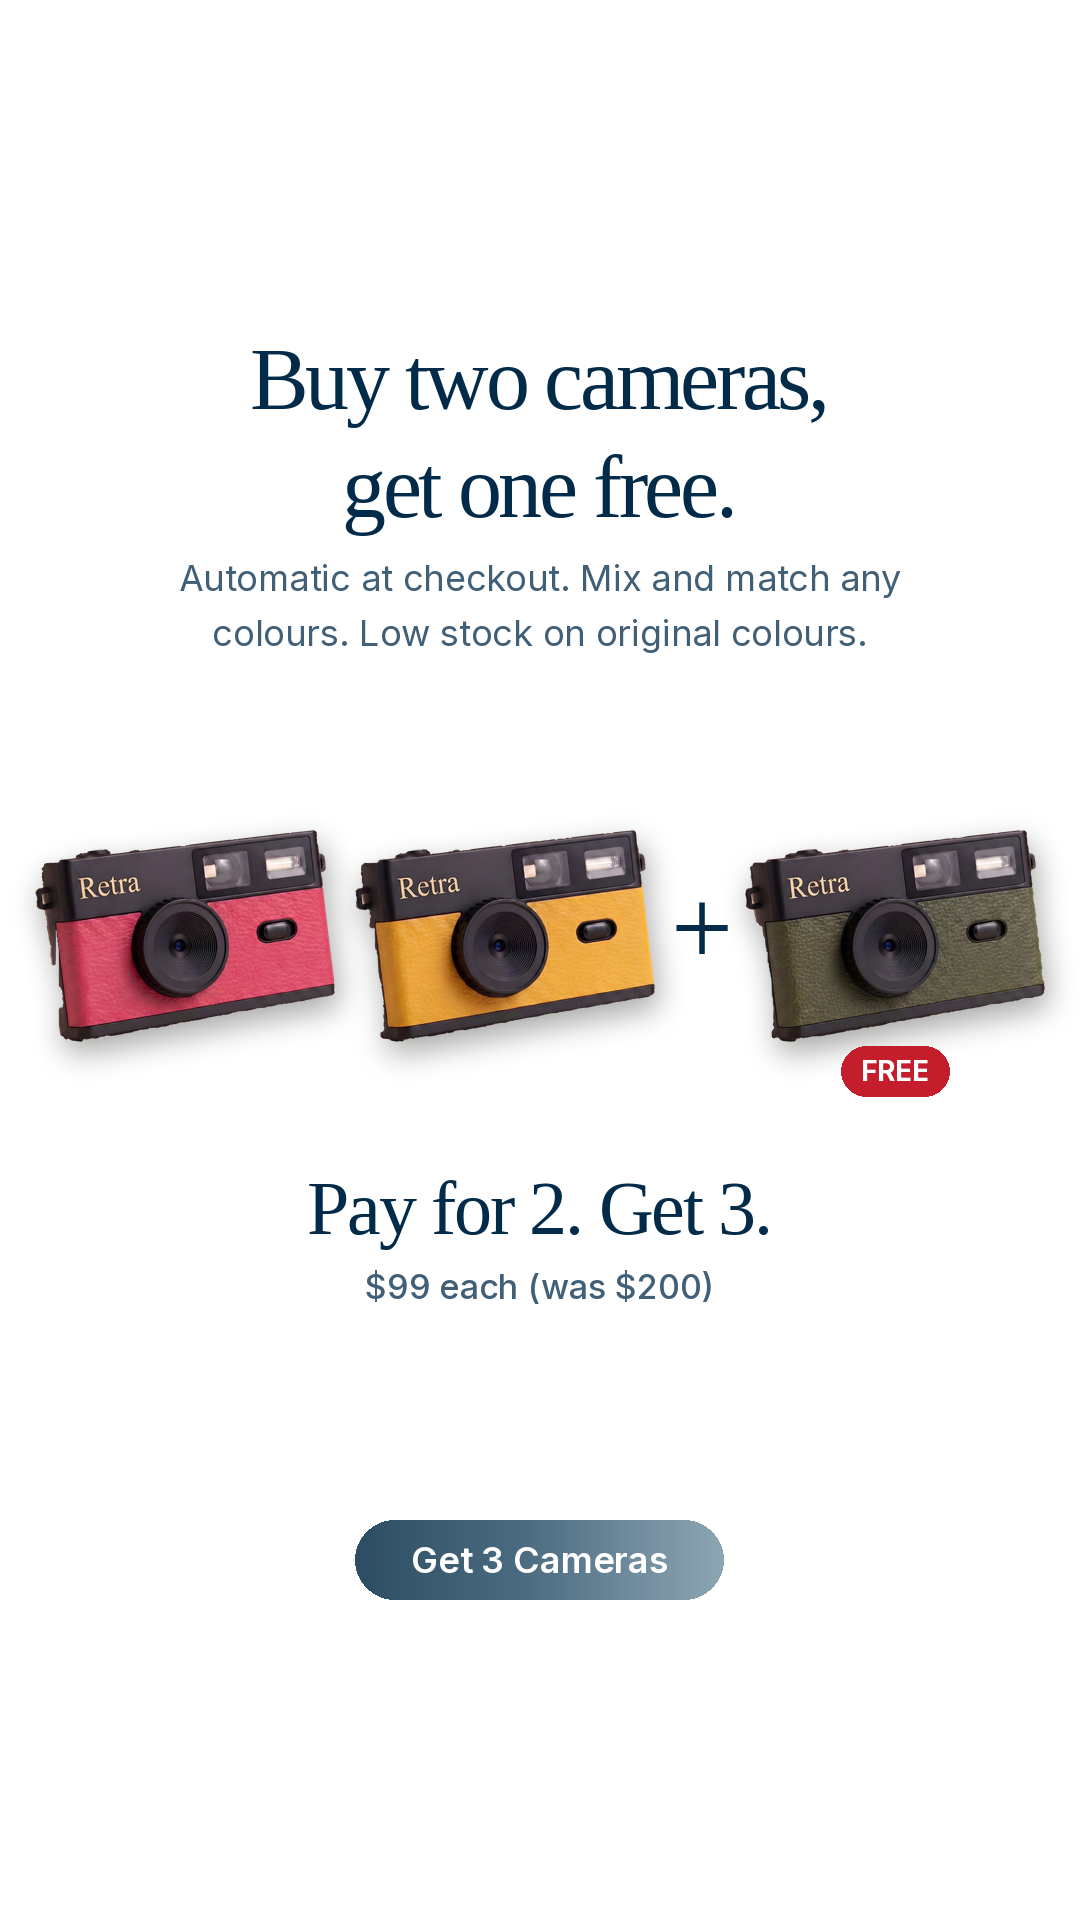 Buy two cameras,
get one free.
Automatic at checkout. Mix and match any
colours. Low stock on original colours.
Retra
Retra
+
Retra
FREE
Pay for 2. Get 3.
$99 each (was $200)
Get 3 Cameras